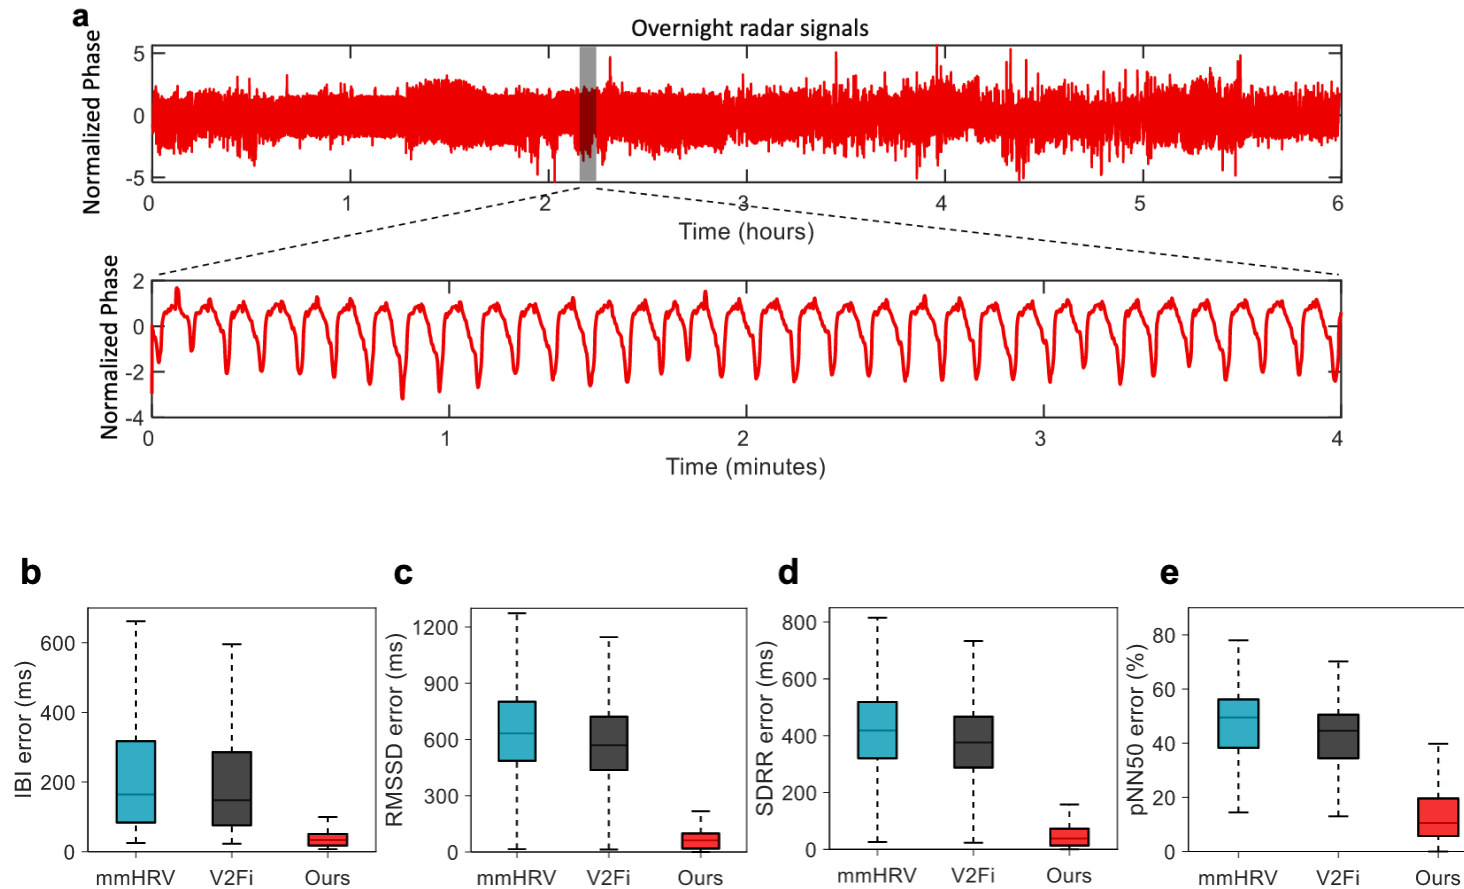 a
Overnight radar signals
Normalized Phase
5
0
-5
0 1 2 3 4 5 6
Time (hours)
Normalized Phase
2
0
-2
-4
0 1 2 3 4
Time (minutes)
b
IBI error (ms)
600
400
200
0
mmHRV V2Fi Ours
c
RMSSD error (ms)
1200
900
600
300
0
mmHRV V2Fi Ours
d
SDRR error (ms)
800
600
400
200
0
mmHRV V2Fi Ours
e
pNN50 error (%)
80
60
40
20
0
mmHRV V2Fi Ours